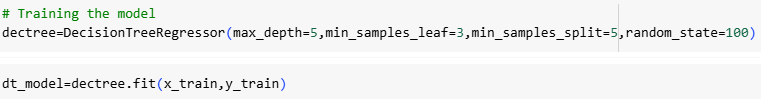 # Training the model
dectree=DecisionTreeRegressor(max_depth=5,min_samples_leaf=3,min_samples_split=5,random_state=100)
dt_model=dectree.fit(x_train,y_train)